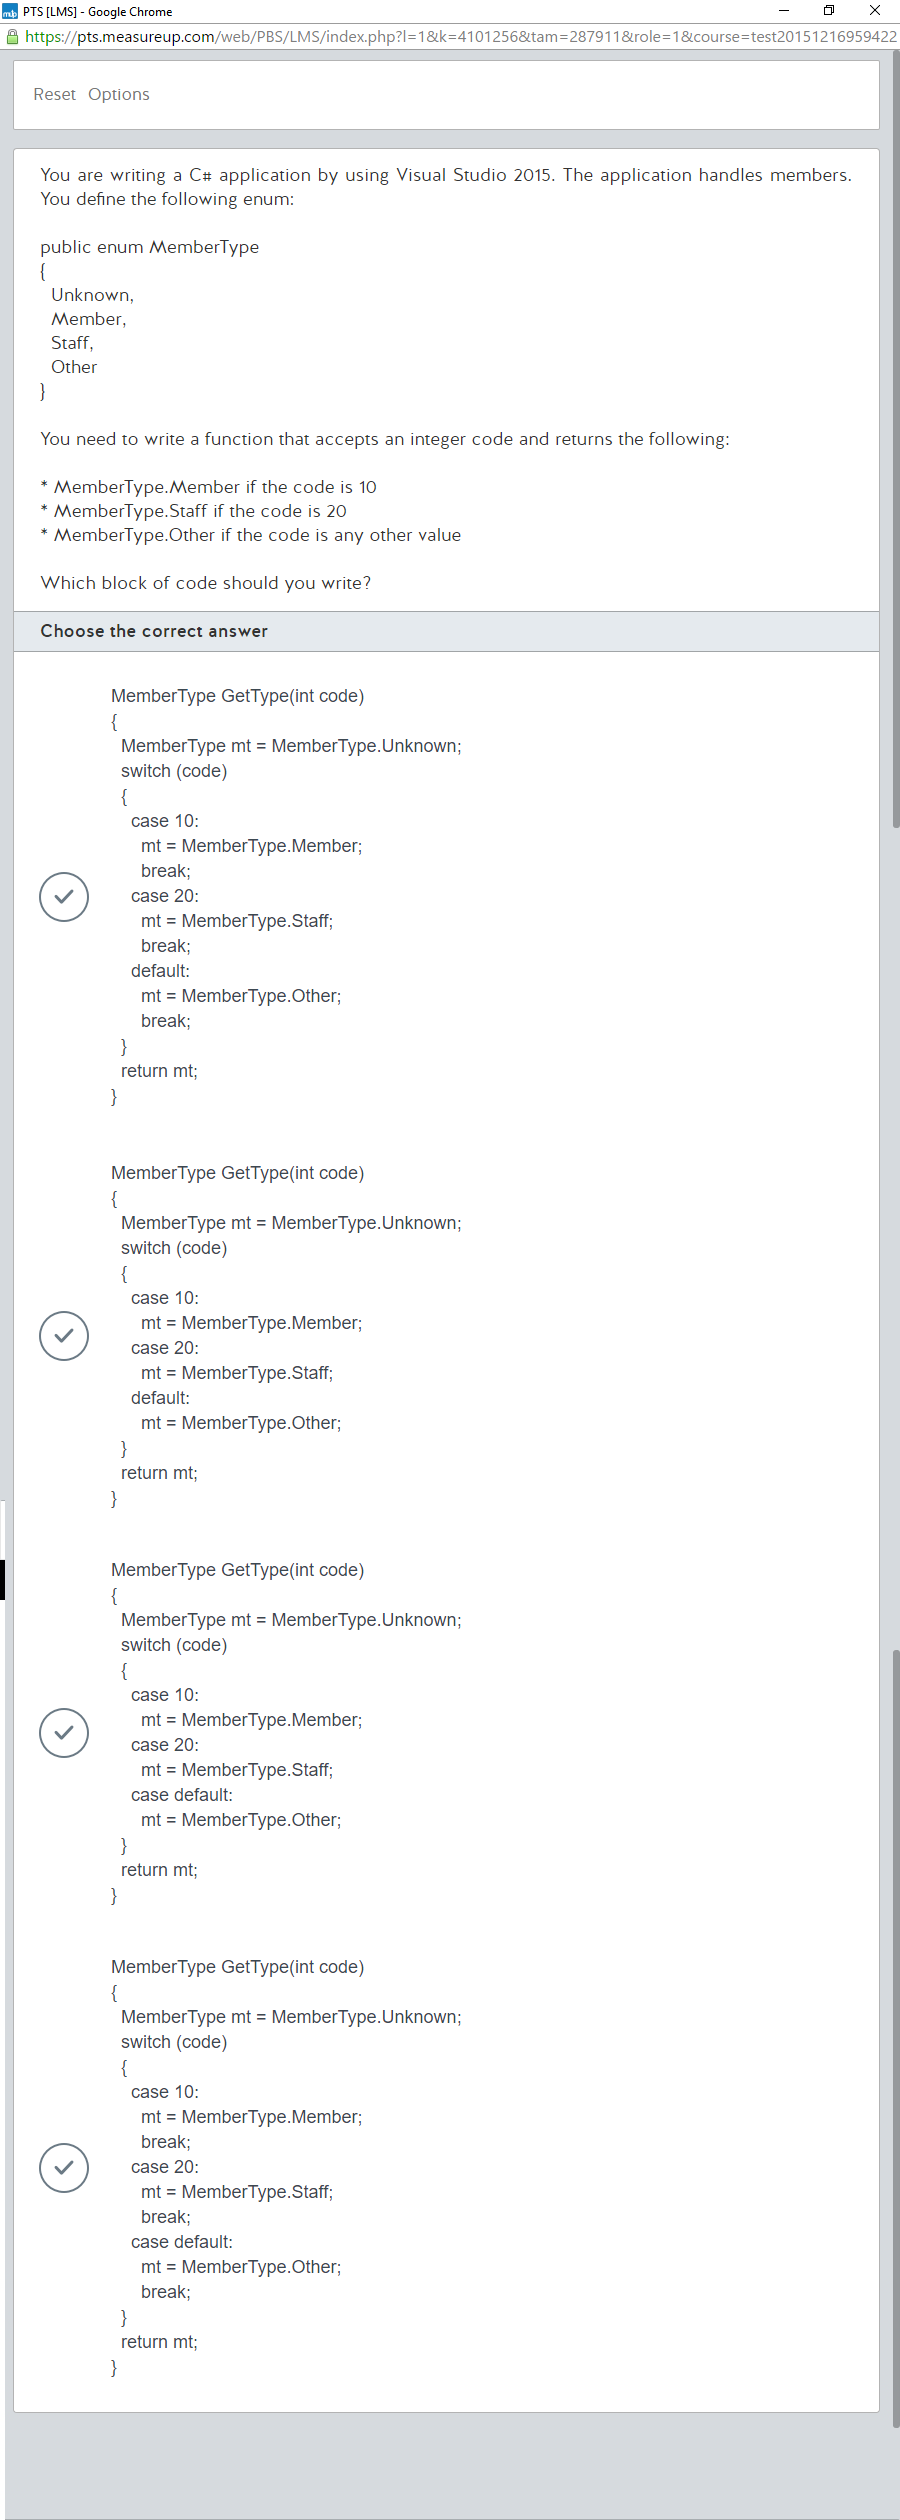 mup PTS [LMS] - Google Chrome
https://pts.measureup.com/web/PBS/LMS/index.php?l=1&k=4101256&tam=287911&role=1&course=test20151216959422
Reset Options
You are writing a C# application by using Visual Studio 2015. The application handles members.
You define the following enum:
public enum MemberType
{
Unknown,
Member,
Staff,
Other
}
You need to write a function that accepts an integer code and returns the following:
* MemberType.Member if the code is 10
* MemberType.Staff if the code is 20
* MemberType.Other if the code is any other value
Which block of code should you write?
Choose the correct answer
MemberType GetType(int code)
{
MemberType mt = MemberType.Unknown;
switch (code)
{
case 10:
mt = MemberType.Member;
break;
case 20:
mt = MemberType.Staff;
break;
default:
mt = MemberType.Other;
break;
}
return mt;
}
MemberType GetType(int code)
{
MemberType mt = MemberType.Unknown;
switch (code)
{
case 10:
mt = MemberType.Member;
case 20:
mt = MemberType.Staff;
default:
mt = MemberType.Other;
}
return mt;
}
MemberType GetType(int code)
{
MemberType mt = MemberType.Unknown;
switch (code)
{
case 10:
mt = MemberType.Member;
case 20:
mt = MemberType.Staff;
case default:
mt = MemberType.Other;
}
return mt;
}
MemberType GetType(int code)
{
MemberType mt = MemberType.Unknown;
switch (code)
{
case 10:
mt = MemberType.Member;
break;
case 20:
mt = MemberType.Staff;
break;
case default:
mt = MemberType.Other;
break;
}
return mt;
}